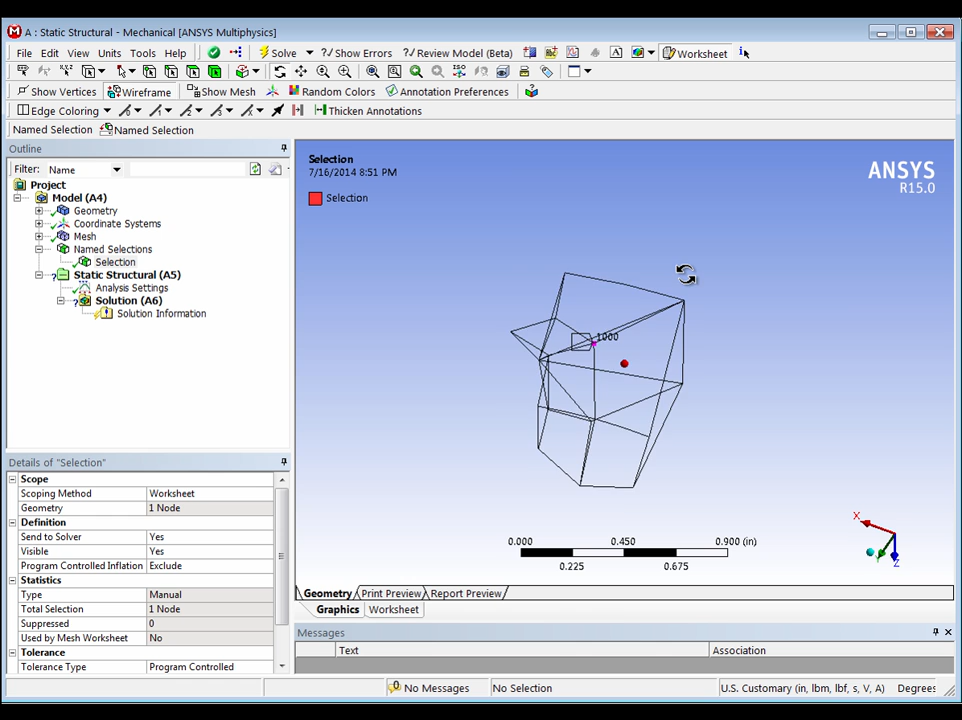 A : Static Structural - Mechanical [ANSYS Multiphysics]
File Edit View Units Tools Help Solve ?/Show Errors ?/Review Model (Beta) A Worksheet i
Show Vertices Wireframe Show Mesh Random Colors Annotation Preferences
Edge Coloring Thicken Annotations
Named Selection Named Selection
Outline
Filter: Name
Project
Model (A4)
Geometry
Coordinate Systems
Mesh
Named Selections
Selection
Static Structural (A5)
Analysis Settings
Solution (A6)
Solution Information
Details of "Selection"
Scope
Scoping Method Worksheet
Geometry 1 Node
Definition
Send to Solver Yes
Visible Yes
Program Controlled Inflation Exclude
Statistics
Type Manual
Total Selection 1 Node
Suppressed 0
Used by Mesh Worksheet No
Tolerance
Tolerance Type Program Controlled
Selection
7/16/2014 8:51 PM
Selection
ANSYS
R15.0
1000
0.000 0.450 0.900 (in)
0.225 0.675
X
Y
Z
Geometry Print Preview Report Preview
Graphics Worksheet
Messages
Text Association
0 No Messages No Selection U.S. Customary (in, lbm, lbf, s, V, A) Degrees